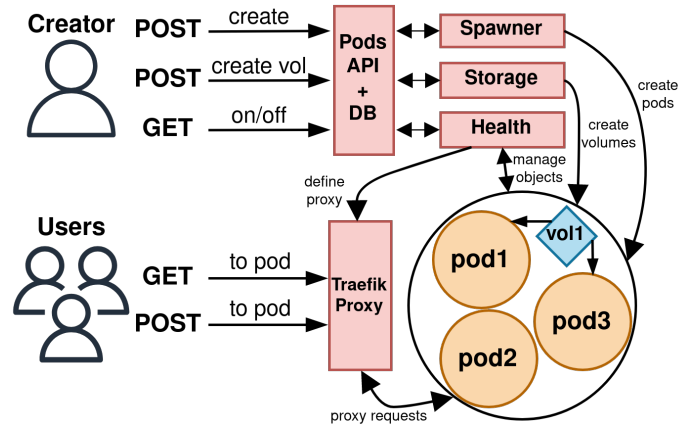 Creator
POST create
POST create vol
GET on/off
Pods
API
+
DB
Spawner
Storage
Health
create
pods
create
volumes
manage
objects
define
proxy
Users
GET to pod
POST to pod
Traefik
Proxy
vol1
pod1
pod3
pod2
proxy requests